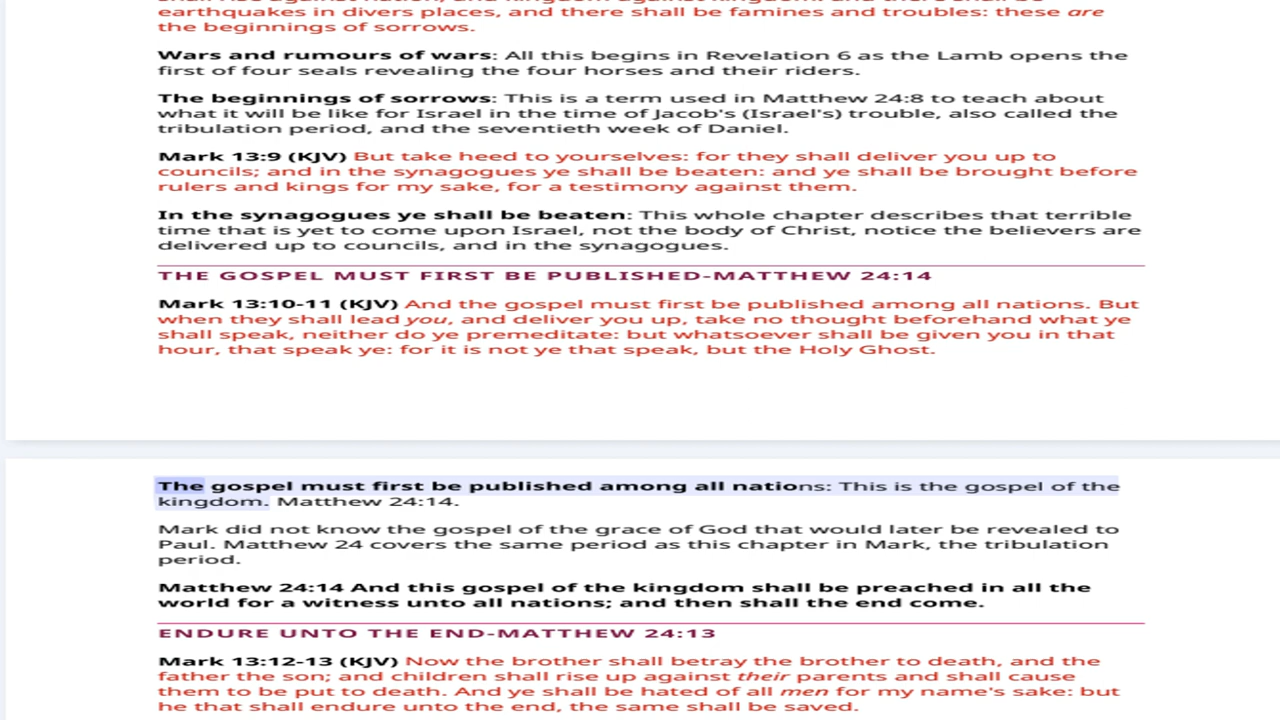 earthquakes in divers places, and there shall be famines and troubles: these are
the beginnings of sorrows.
Wars and rumours of wars: All this begins in Revelation 6 as the Lamb opens the
first of four seals revealing the four horses and their riders.
The beginnings of sorrows: This is a term used in Matthew 24:8 to teach about
what it will be like for Israel in the time of Jacob's (Israel's) trouble, also called the
tribulation period, and the seventieth week of Daniel.
Mark 13:9 (KJV) But take heed to yourselves: for they shall deliver you up to
councils; and in the synagogues ye shall be beaten: and ye shall be brought before
rulers and kings for my sake, for a testimony against them.
In the synagogues ye shall be beaten: This whole chapter describes that terrible
time that is yet to come upon Israel, not the body of Christ, notice the believers are
delivered up to councils, and in the synagogues.
THE GOSPEL MUST FIRST BE PUBLISHED-MATTHEW 24:14
Mark 13:10-11 (KJV) And the gospel must first be published among all nations. But
when they shall lead you, and deliver you up, take no thought beforehand what ye
shall speak, neither do ye premeditate: but whatsoever shall be given you in that
hour, that speak ye: for it is not ye that speak, but the Holy Ghost.
The gospel must first be published among all nations: This is the gospel of the
kingdom. Matthew 24:14.
Mark did not know the gospel of the grace of God that would later be revealed to
Paul. Matthew 24 covers the same period as this chapter in Mark, the tribulation
period.
Matthew 24:14 And this gospel of the kingdom shall be preached in all the
world for a witness unto all nations; and then shall the end come.
ENDURE UNTO THE END-MATTHEW 24:13
Mark 13:12-13 (KJV) Now the brother shall betray the brother to death, and the
father the son; and children shall rise up against their parents and shall cause
them to be put to death. And ye shall be hated of all men for my name's sake: but
he that shall endure unto the end, the same shall be saved.